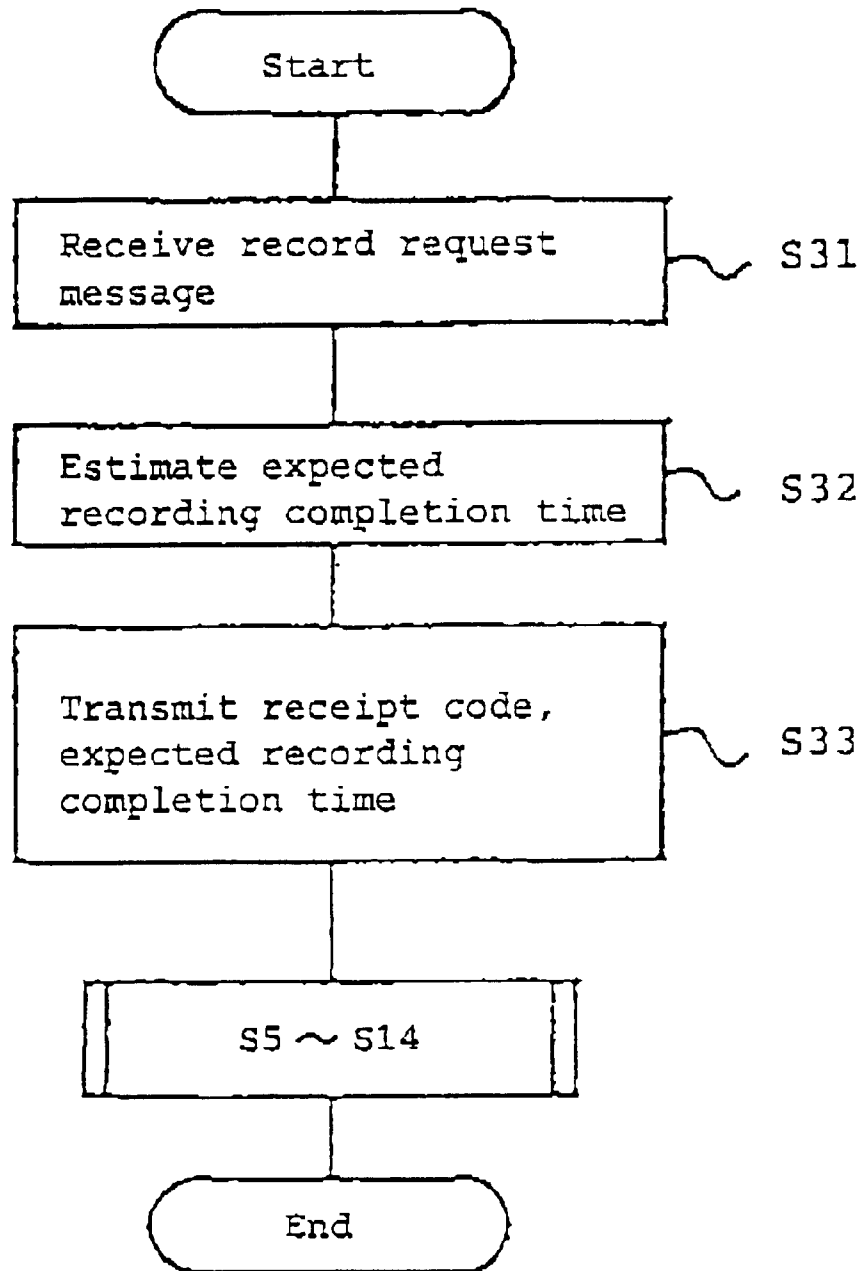 Start
Receive record request
message
S31
Estimate expected
recording completion time
S32
Transmit receipt code,
expected recording
completion time
S33
S5 ~ S14
End